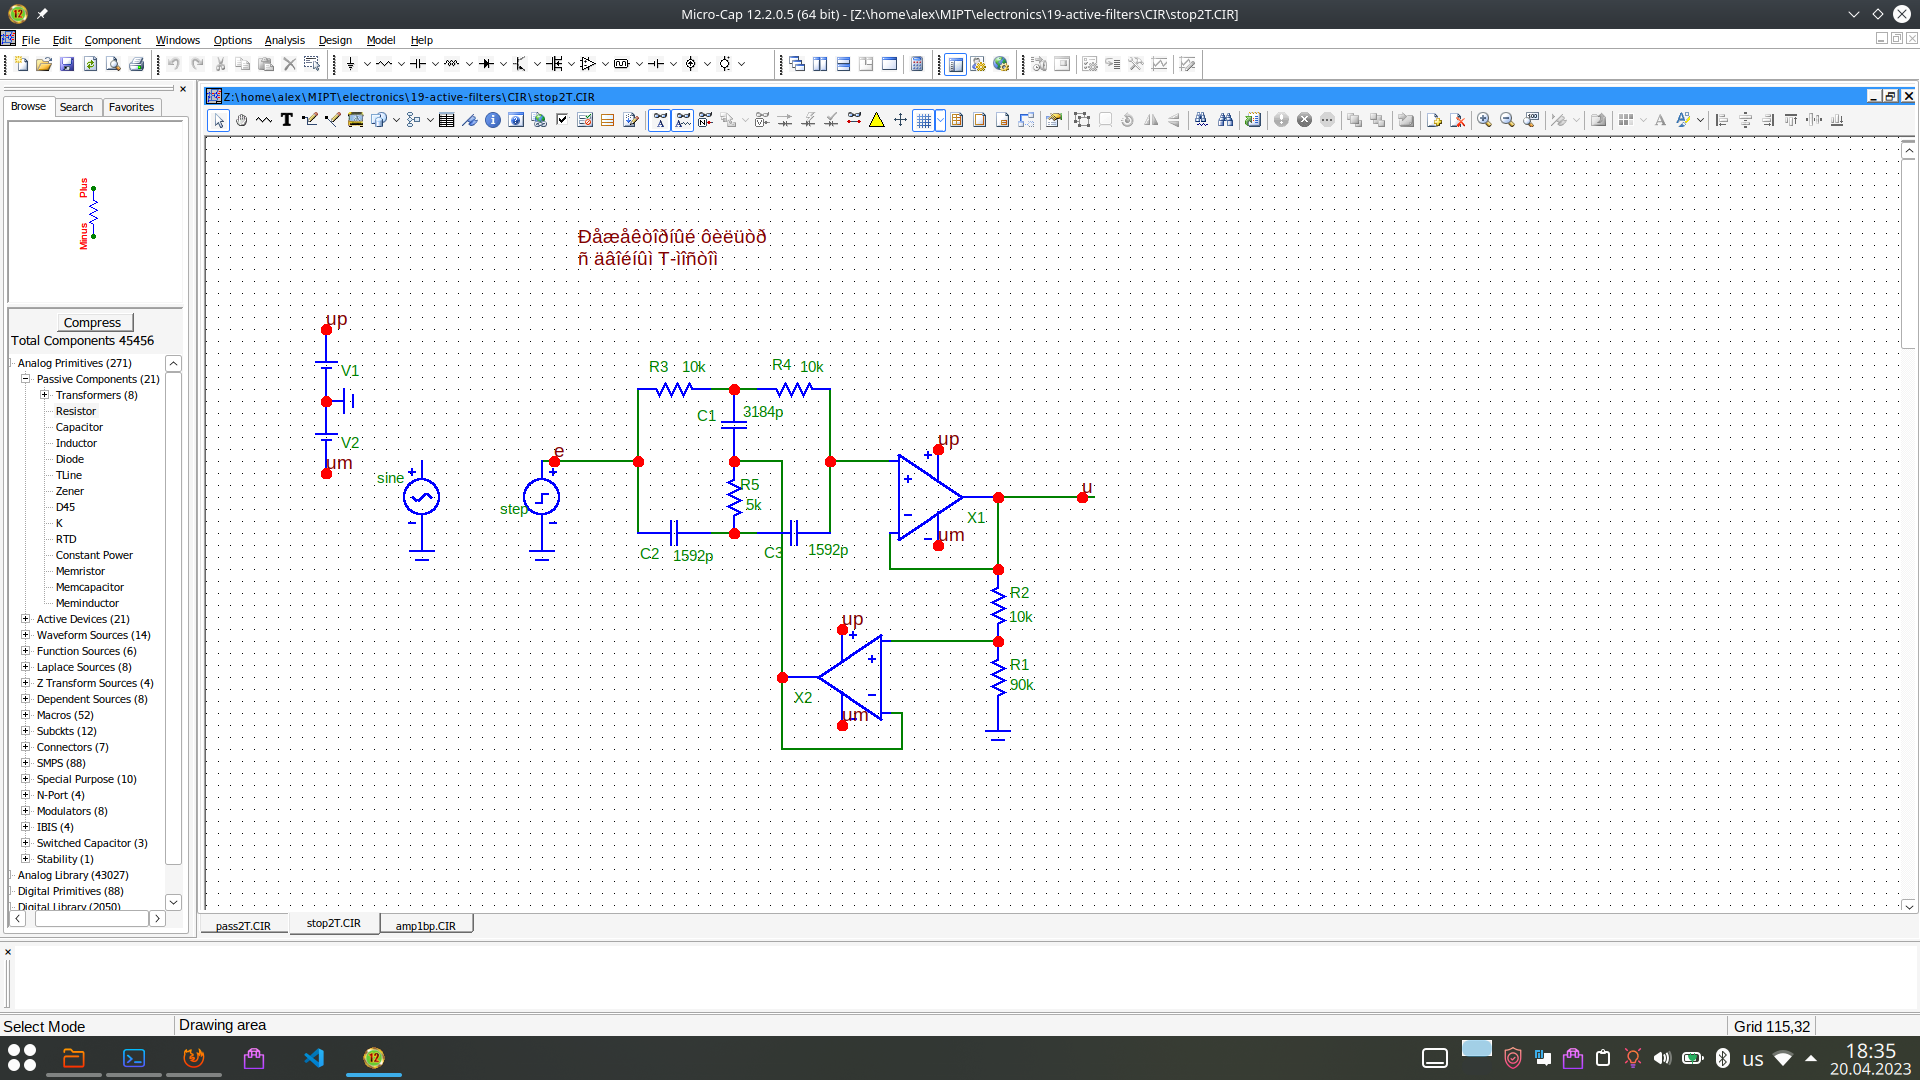 Micro-Cap 12.2.0.5 (64 bit) - [Z:\home\alex\MIPT\electronics\19-active-filters\CIR\stop2T.CIR]
File Edit Component Windows Options Analysis Design Model Help
Z:\home\alex\MIPT\electronics\19-active-filters\CIR\stop2T.CIR
Browse Search Favorites
Plus
Minus
Compress
Total Components 45456
Analog Primitives (271)
Passive Components (21)
Transformers (8)
Resistor
Capacitor
Inductor
Diode
TLine
Zener
D45
K
RTD
Constant Power
Memristor
Memcapacitor
Meminductor
Active Devices (21)
Waveform Sources (14)
Function Sources (6)
Laplace Sources (8)
Z Transform Sources (4)
Dependent Sources (8)
Macros (52)
Subckts (12)
Connectors (7)
SMPS (88)
Special Purpose (10)
N-Port (4)
Modulators (8)
IBIS (4)
Switched Capacitor (3)
Stability (1)
Analog Library (43027)
Digital Primitives (88)
Digital Library (2050)
Ðåæåêòîðíûé ôèëüòð
ñ äâîéíûì Т-ìîñòîì
up
V1
V2
um
sine
step
e
R3 10k
R4 10k
C1 3184p
R5
5k
C2 1592p
C3 1592p
up
X1
um
u
R2
10k
R1
90k
up
X2
um
pass2T.CIR stop2T.CIR amp1bp.CIR
Select Mode Drawing area Grid 115,32
12
us
18:35
20.04.2023